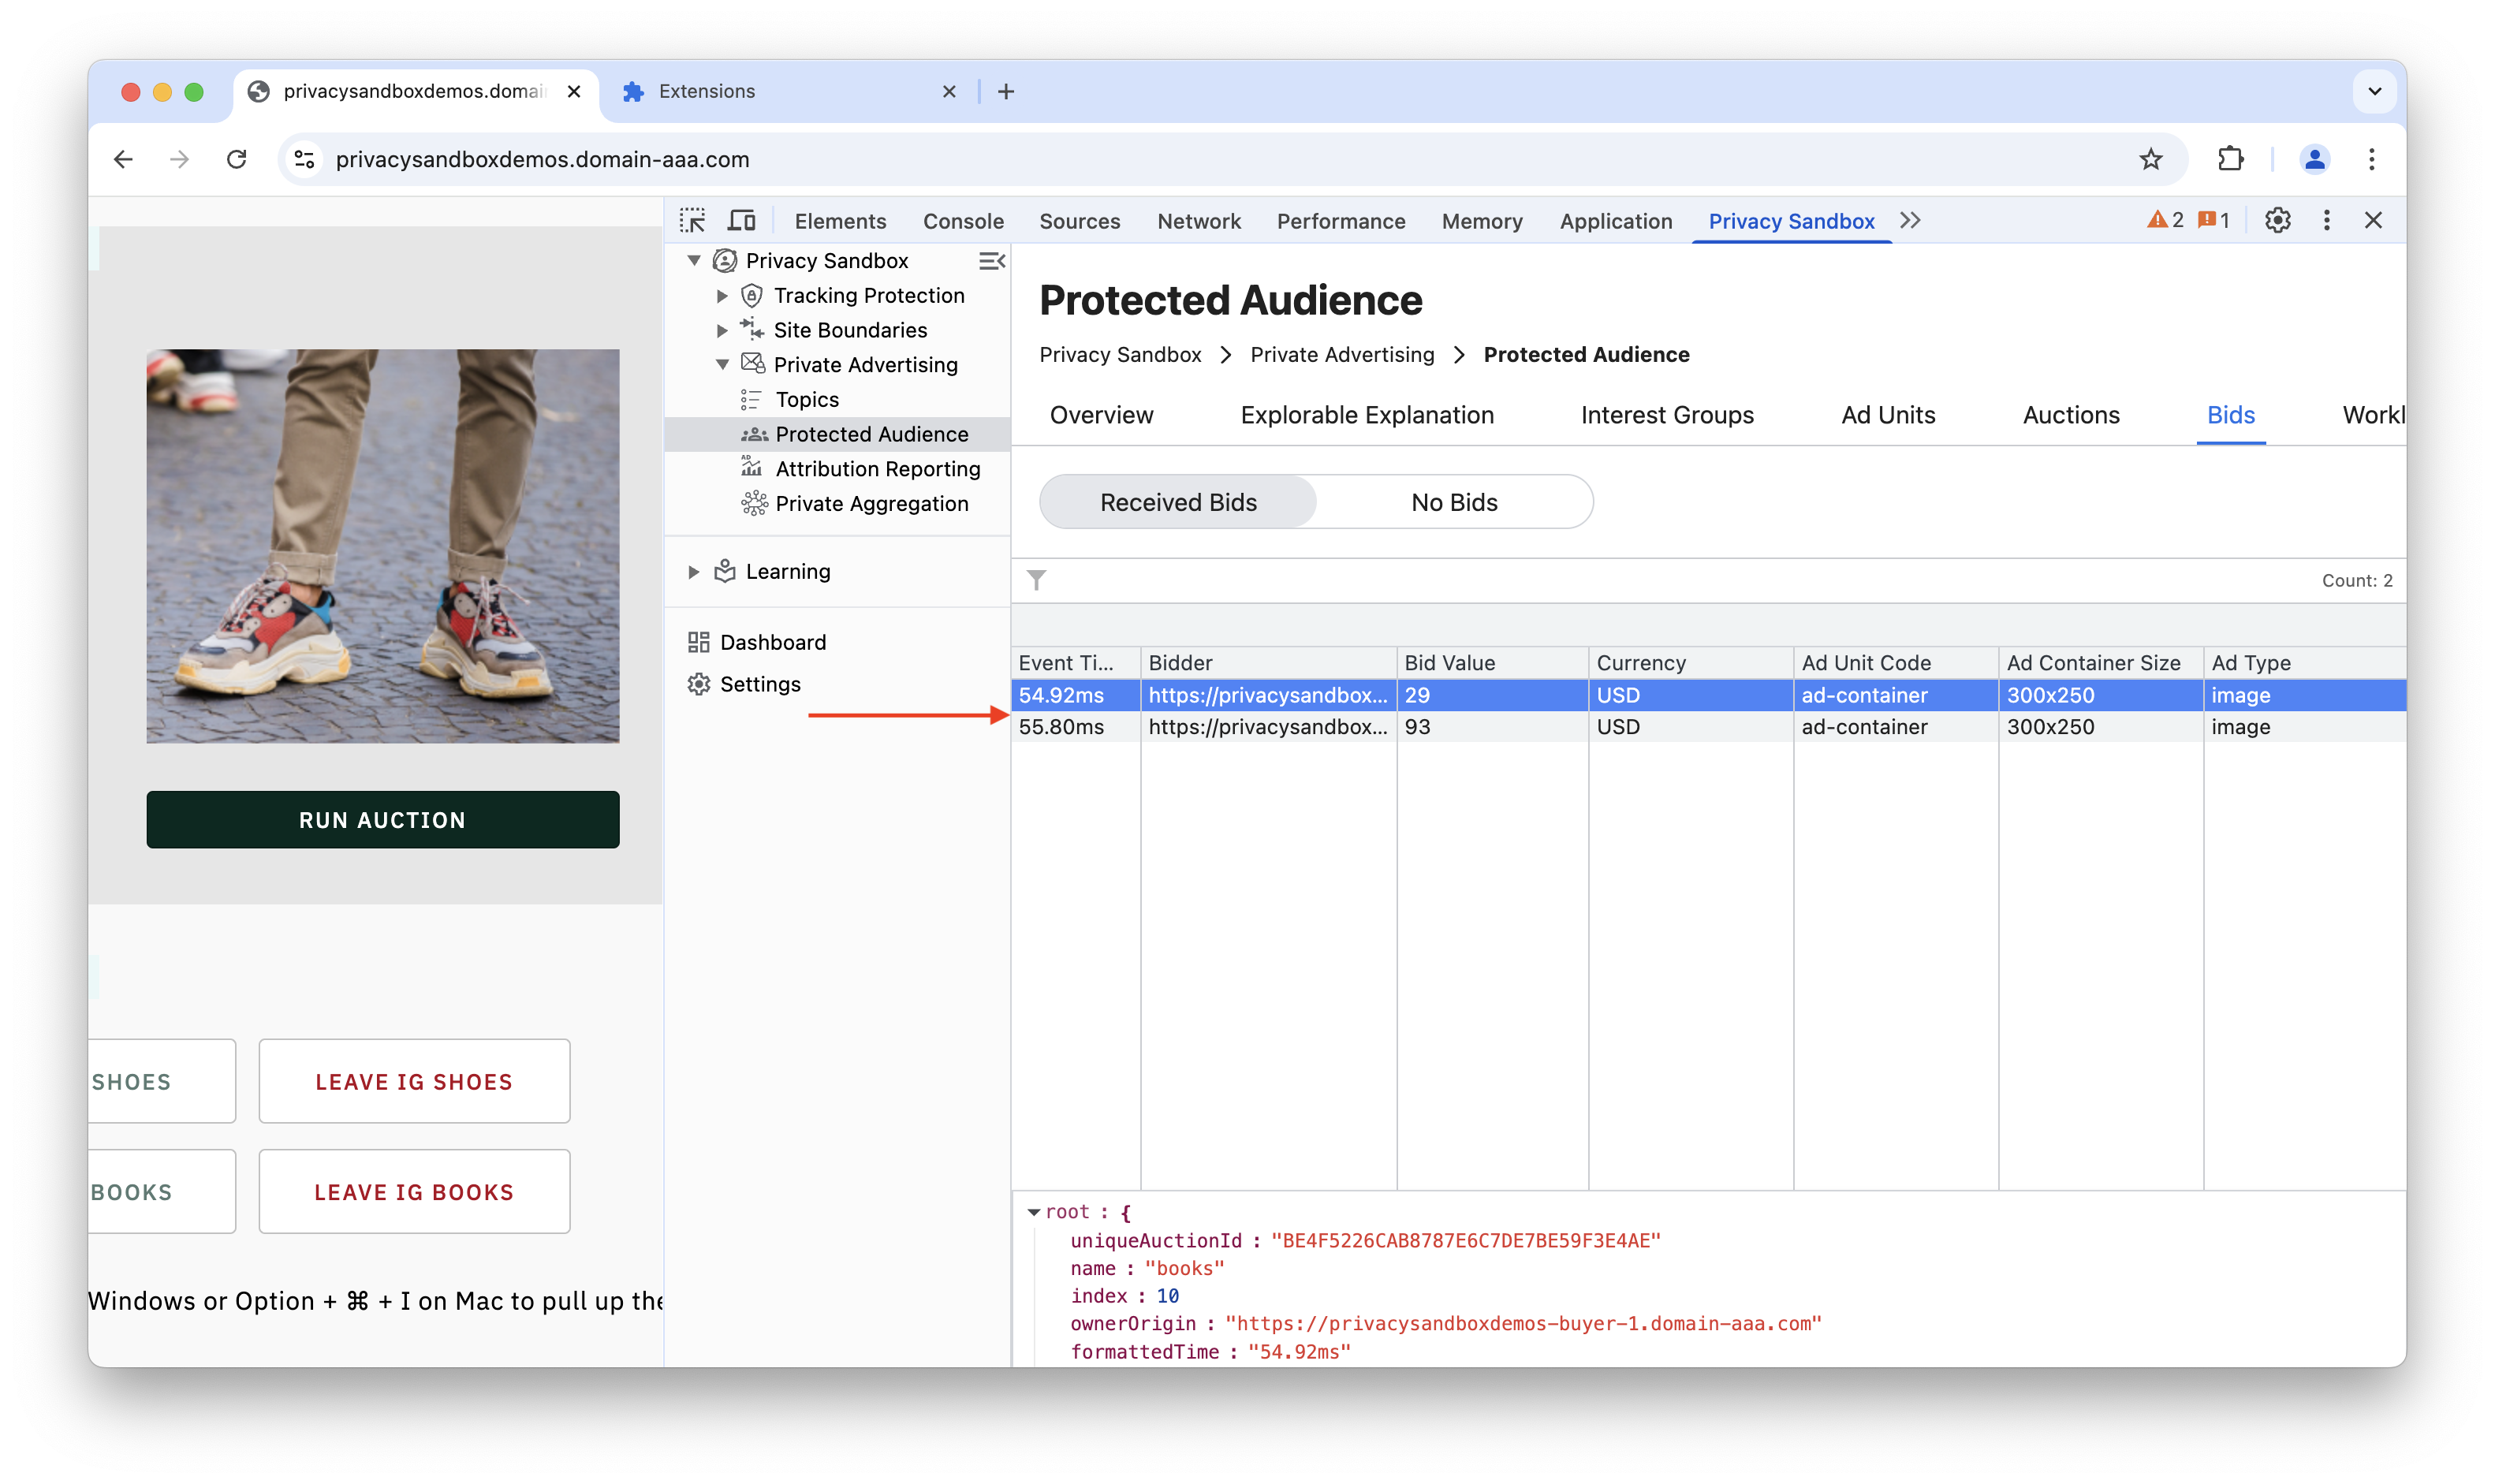 privacysandboxdemos.domai
Extensions
privacysandboxdemos.domain-aaa.com
Elements Console Sources Network Performance Memory Application Privacy Sandbox 2 1
Privacy Sandbox
Tracking Protection
Site Boundaries
Private Advertising
Topics
Protected Audience
Attribution Reporting
Private Aggregation
Learning
Dashboard
Settings
Protected Audience
Privacy Sandbox > Private Advertising > Protected Audience
Overview Explorable Explanation Interest Groups Ad Units Auctions Bids Workl
Received Bids No Bids
Count: 2
Event Ti... Bidder Bid Value Currency Ad Unit Code Ad Container Size Ad Type
54.92ms https://privacysandbox... 29 USD ad-container 300x250 image
55.80ms https://privacysandbox... 93 USD ad-container 300x250 image
root : {
uniqueAuctionId : "BE4F5226CAB8787E6C7DE7BE59F3E4AE"
name : "books"
index : 10
ownerOrigin : "https://privacysandboxdemos-buyer-1.domain-aaa.com"
formattedTime : "54.92ms"
RUN AUCTION
SHOES LEAVE IG SHOES
BOOKS LEAVE IG BOOKS
Windows or Option + ⌘ + I on Mac to pull up the